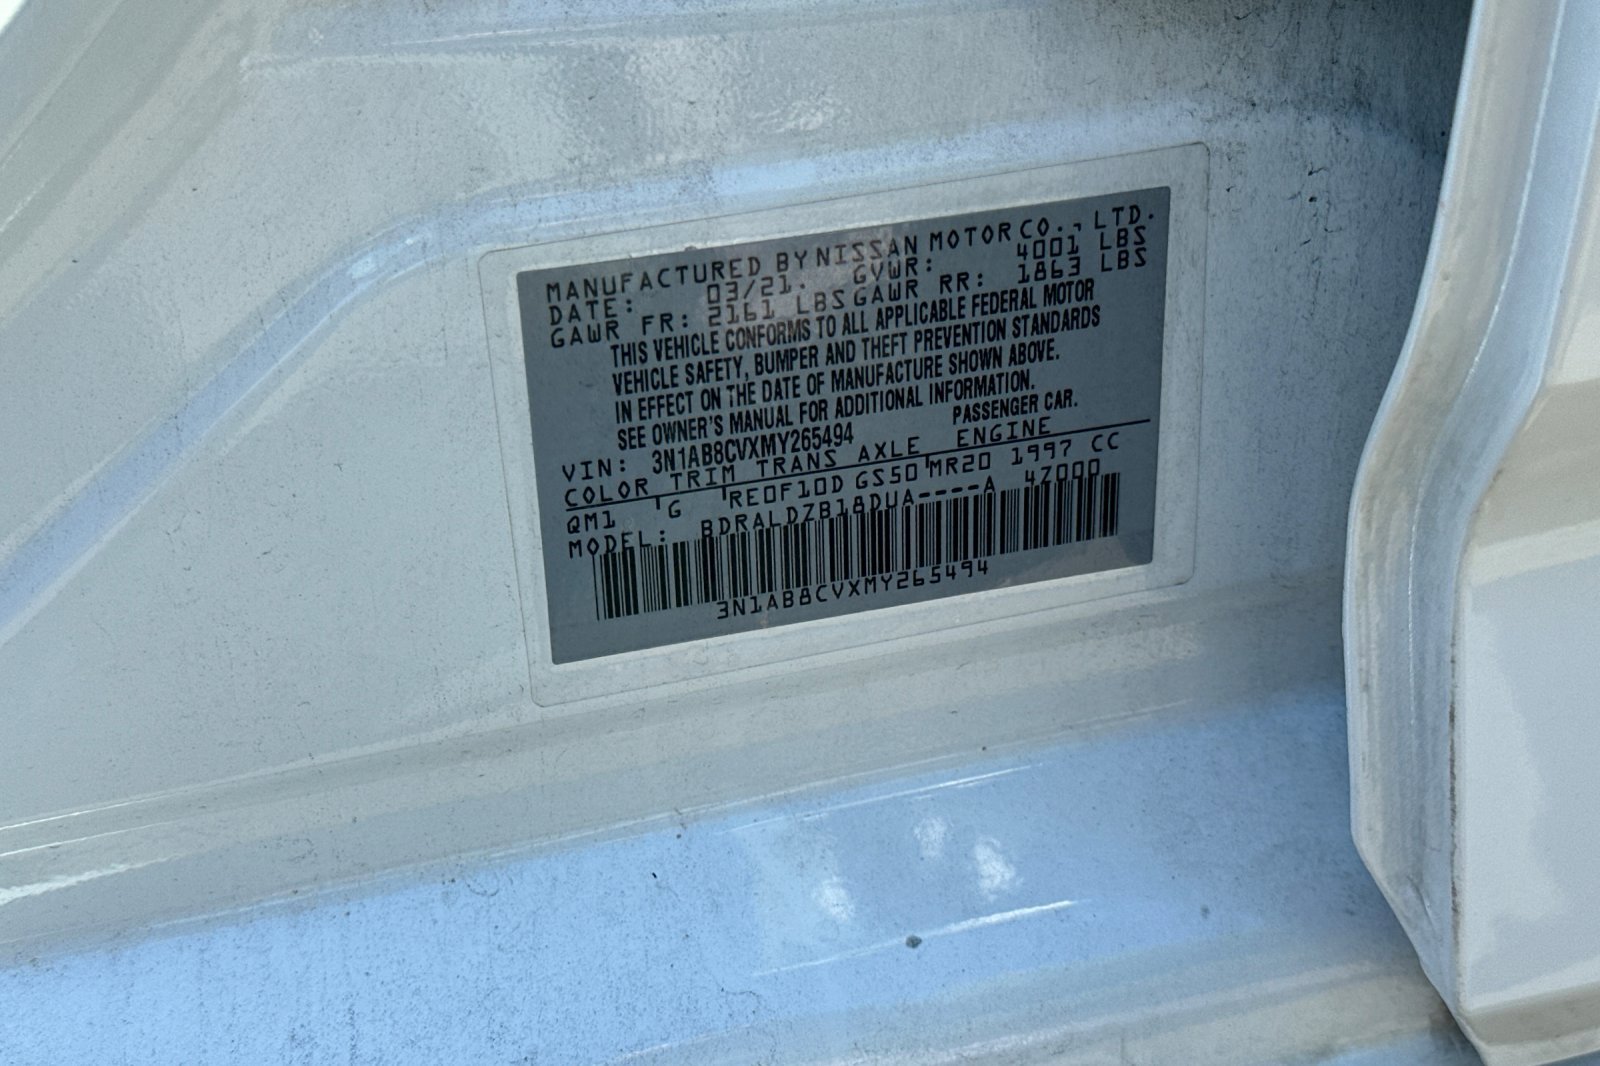 MANUFACTURED BY NISSAN MOTOR CO., LTD.
DATE: 03/21. GVWR: 4001 LBS
GAWR FR: 2161 LBS GAWR RR: 1863 LBS
THIS VEHICLE CONFORMS TO ALL APPLICABLE FEDERAL MOTOR
VEHICLE SAFETY, BUMPER AND THEFT PREVENTION STANDARDS
IN EFFECT ON THE DATE OF MANUFACTURE SHOWN ABOVE.
SEE OWNER'S MANUAL FOR ADDITIONAL INFORMATION.
VIN: 3N1AB8CVXMY265494 PASSENGER CAR.
COLOR TRIM TRANS AXLE ENGINE
QM1 G RE0F10D GS50 MR20 1997 CC
MODEL: BDRALDZB18DUA----A 4Z000
3N1AB8CVXMY265494